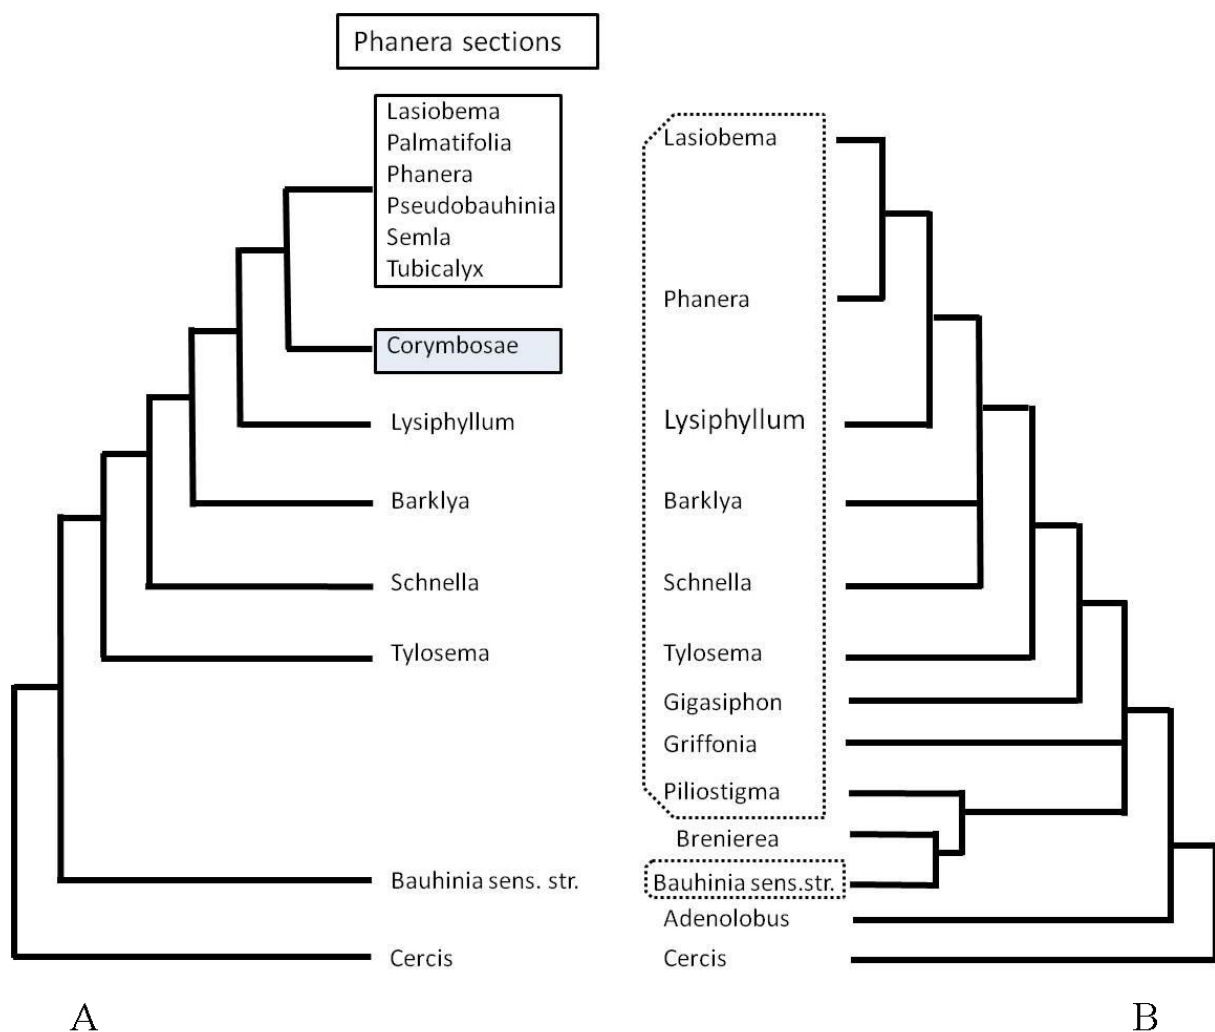 Phanera sections
Lasiobema
Palmatifolia
Phanera
Pseudobauhinia
Semla
Tubicalyx
Corymbosae
Lysiphyllum
Barklya
Schnella
Tylosema
Bauhinia sens. str.
Cercis
A
Lasiobema
Phanera
Lysiphyllum
Barklya
Schnella
Tylosema
Gigasiphon
Griffonia
Piliostigma
Brenierea
Bauhinia sens.str.
Adenolobus
Cercis
B